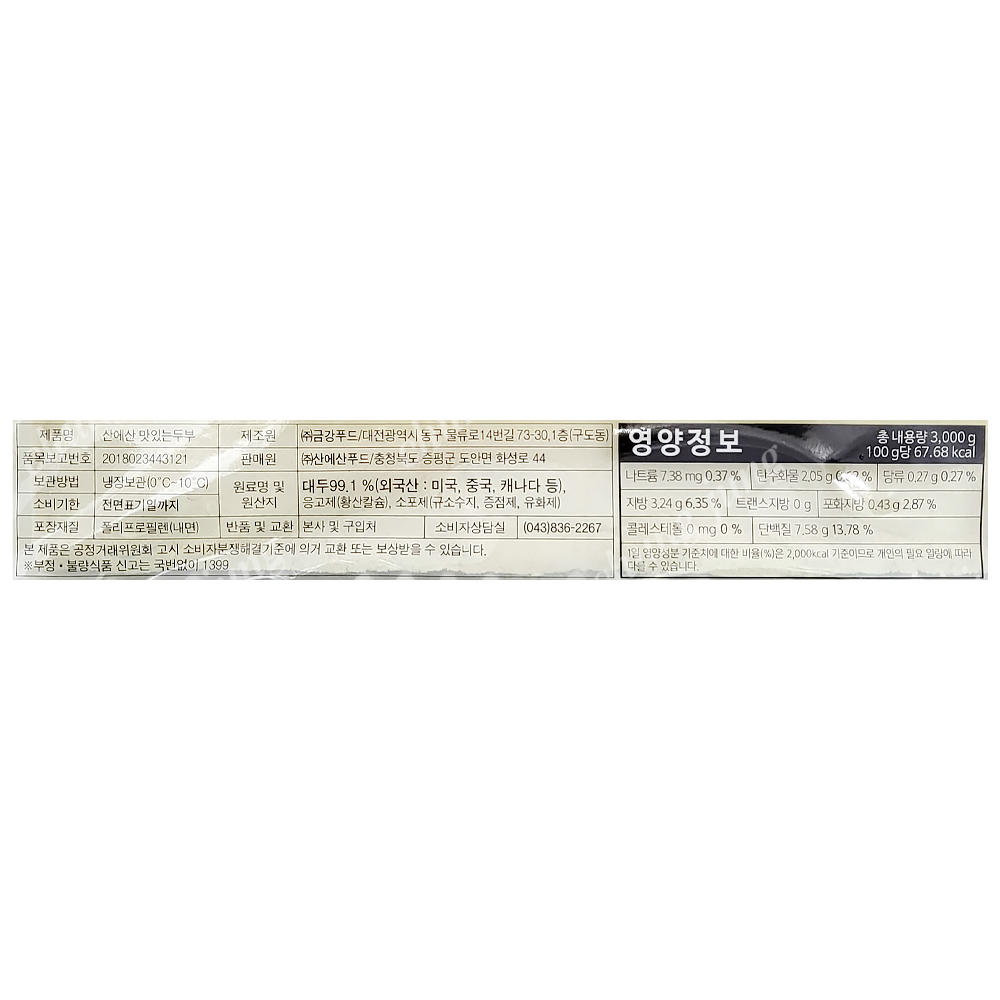 제품명 산에산 맛있는두부 제조원 ㈜금강푸드/대전광역시 동구 물류로14번길 73-30,1층(구도동)
품목보고번호 2018023443121 판매원 ㈜산에산푸드/충청북도 증평군 도안면 화성로 44
보관방법 냉장보관(0˚C~10˚C) 원료명 및 원산지 대두99.1 %(외국산 : 미국, 중국, 캐나다 등),
소비기한 전면표기일까지 응고제(황산칼슘), 소포제(규소수지, 증점제, 유화제)
포장재질 폴리프로필렌(내면) 반품 및 교환 본사 및 구입처 소비자상담실 (043)836-2267
본 제품은 공정거래위원회 고시 소비자분쟁해결기준에 의거 교환 또는 보상받을 수 있습니다.
※부정·불량식품 신고는 국번없이 1399
영양정보 총 내용량 3,000 g
100 g당 67.68 kcal
나트륨 7.38 mg 0.37 % 탄수화물 2.05 g 당류 0.27 g 0.27 %
지방 3.24 g 6.35 % 트랜스지방 0 g 포화지방 0.43 g 2.87 %
콜레스테롤 0 mg 0 % 단백질 7.58 g 13.78 %
1일 영양성분 기준치에 대한 비율(%)은 2,000kcal 기준이므로 개인의 필요 열량에 따라
다를 수 있습니다.